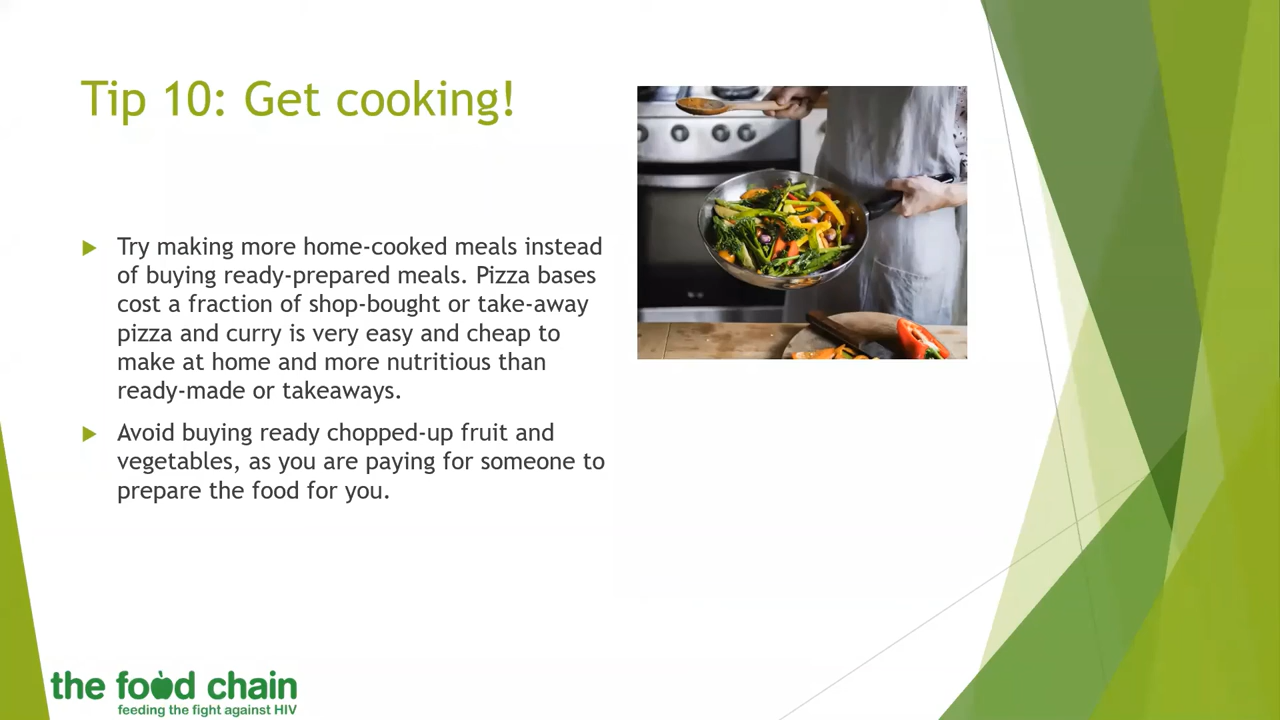 Tip 10: Get cooking!
Try making more home-cooked meals instead
of buying ready-prepared meals. Pizza bases
cost a fraction of shop-bought or take-away
pizza and curry is very easy and cheap to
make at home and more nutritious than
ready-made or takeaways.
Avoid buying ready chopped-up fruit and
vegetables, as you are paying for someone to
prepare the food for you.
the food chain
feeding the fight against HIV